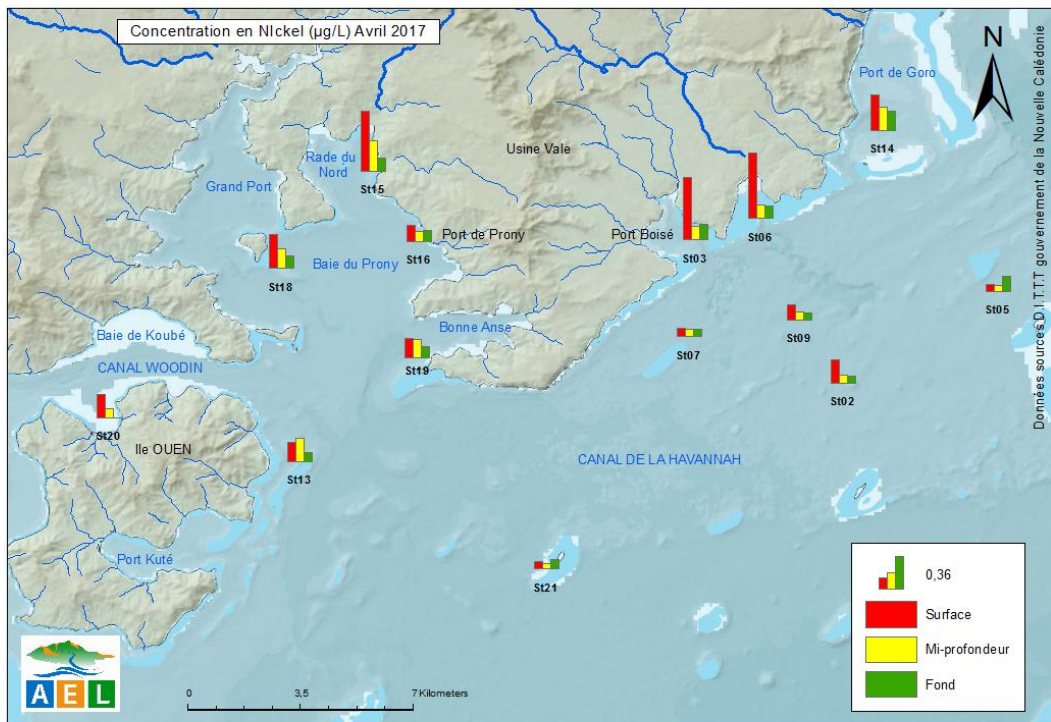 Concentration en NIckel (µg/L) Avril 2017
N
Port de Goro
St14
Usine Vale
Rade du
Nord
St15
Grand Port
St16
Port de Prony
Port Boisé
St06
St03
St18
Baie du Prony
St05
Baie de Koubé
Bonne Anse
St07
St09
CANAL WOODIN
St19
St02
St20
Ile OUEN
St13
CANAL DE LA HAVANNAH
Port Kuté
St21
0,36
Surface
Mi-profondeur
Fond
AEL
0
3,5
7 Kilometers
Données sources D.I.T.T.T gouvernement de la Nouvelle Calédonie